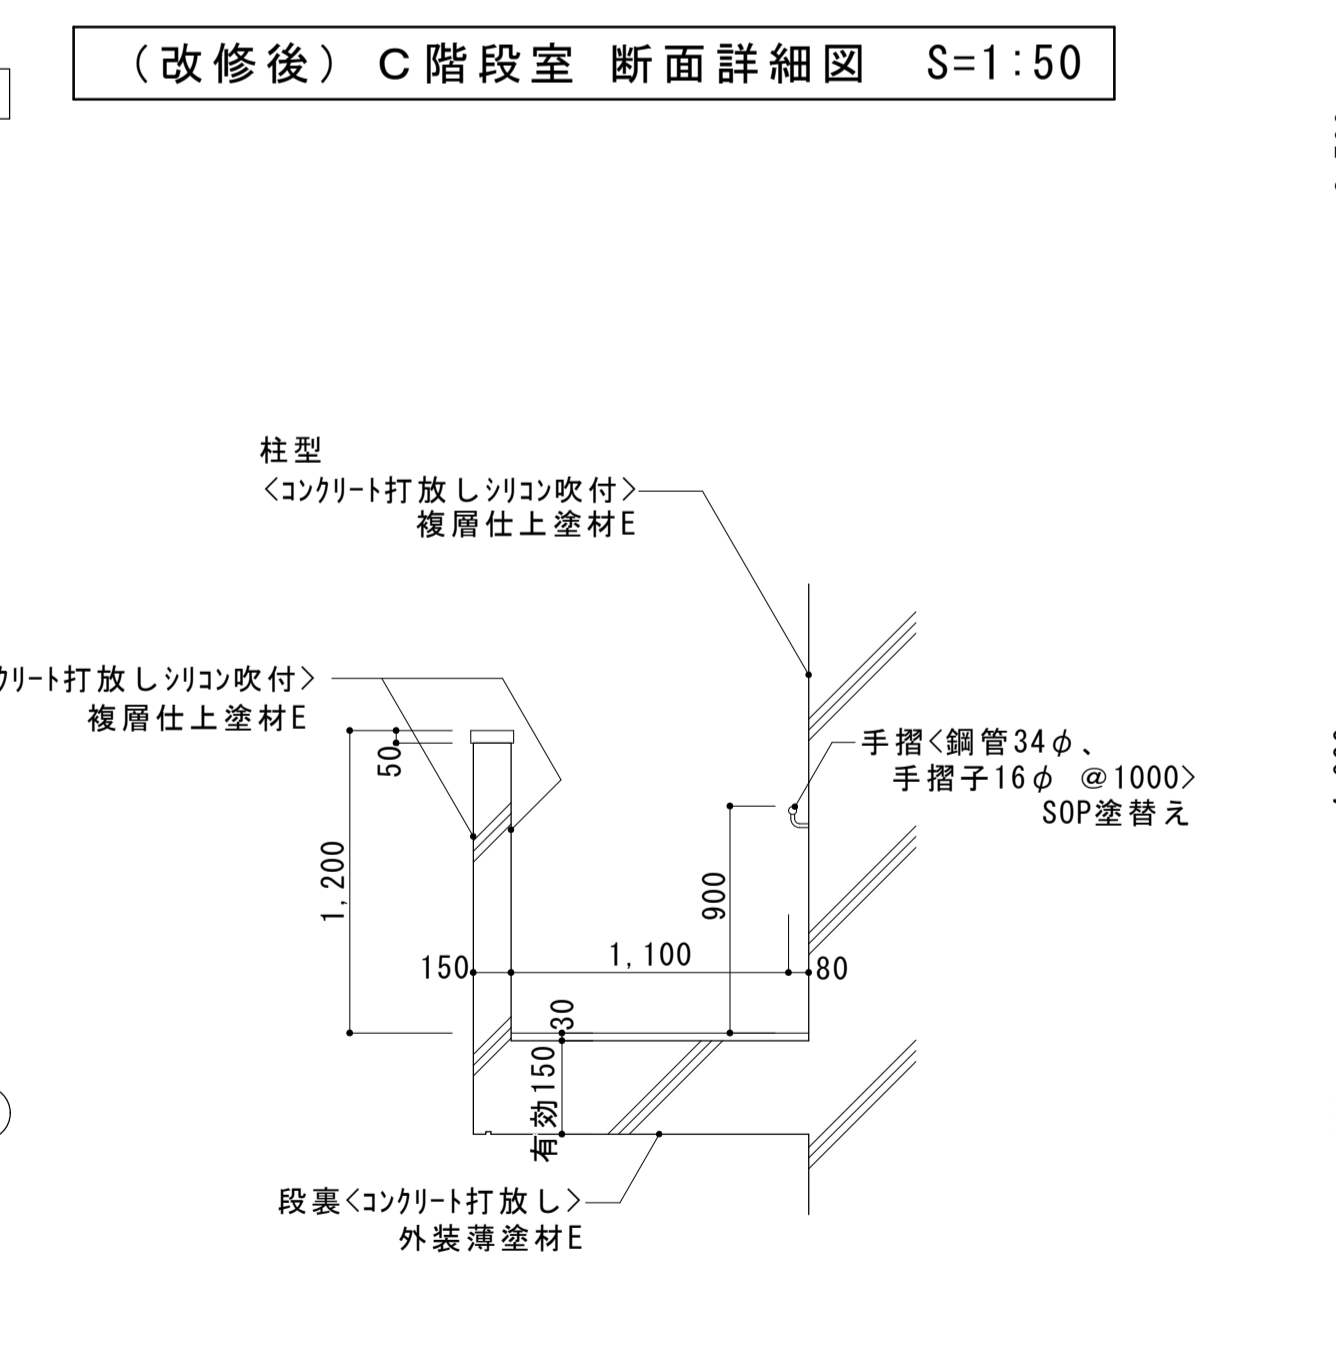 （改修後）Ｃ階段室 断面詳細図　S=1:50
柱型
<ｺﾝｸﾘｰﾄ打放しｼﾘｺﾝ吹付>
複層仕上塗材E
ｸﾘｰﾄ打放しｼﾘｺﾝ吹付>
複層仕上塗材E
50
手摺<鋼管34φ、
手摺子16φ　@1000>
SOP塗替え
1,200
900
150
1,100
80
30
有効150
段裏<ｺﾝｸﾘｰﾄ打放し>
外装薄塗材E